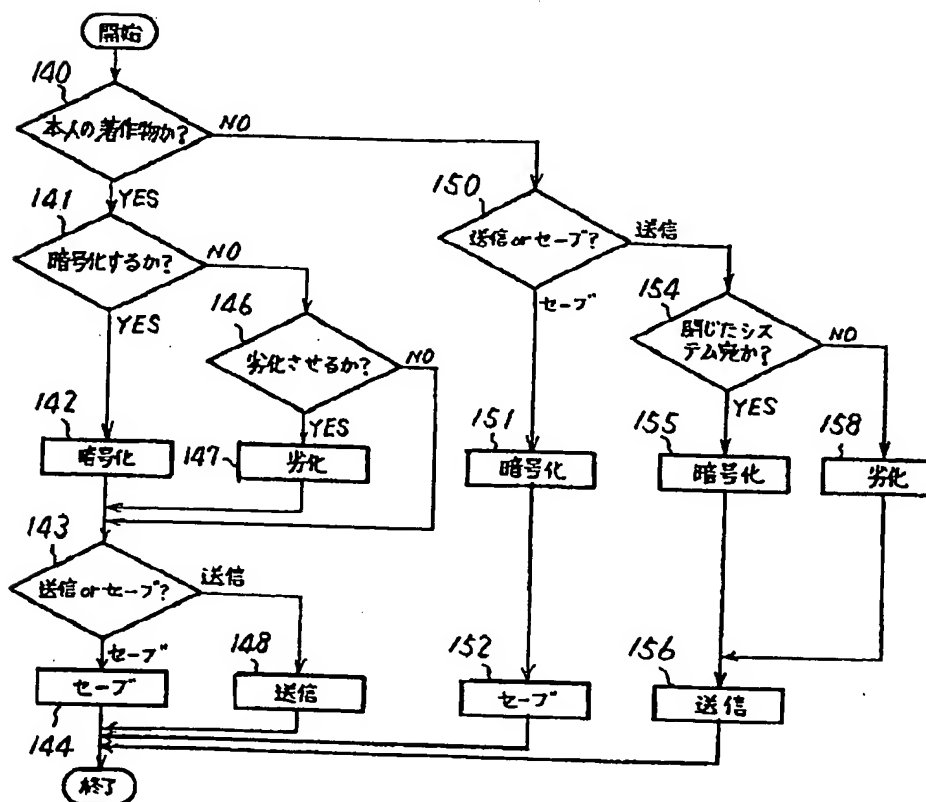 開始
140
本人の著作物か?
NO
YES
141
暗号化するか?
NO
YES
146
劣化させるか?
NO
YES
142
暗号化
147
劣化
143
送信orセーブ?
送信
セーブ
148
セーブ
送信
144
終了
150
送信orセーブ?
送信
セーブ
154
閉じたシス
テム宛か?
NO
YES
151
暗号化
155
暗号化
158
劣化
152
セーブ
156
送信